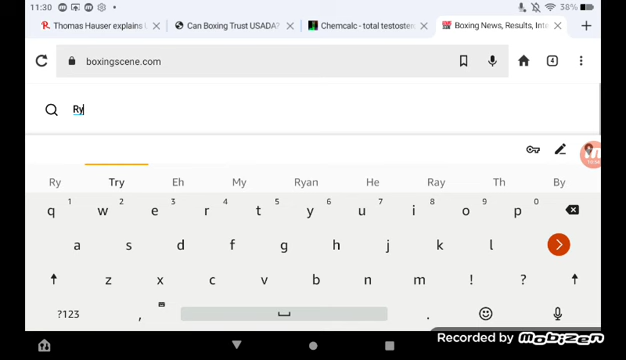 11:30
38%
Thomas Hauser explains
Can Boxing Trust USADA?
Chemcalc - total testoster
Boxing News, Results, Inte
boxingscene.com
4
Ry
Ry Try Eh My Ryan He Ray Th By
q 1 w 2 e 3 r 4 t 5 y 6 u 7 i 8 o 9 p 0
a s d f g h j k l
z x c v b n m ! ?
?123 , .
Recorded by MOBIZEN